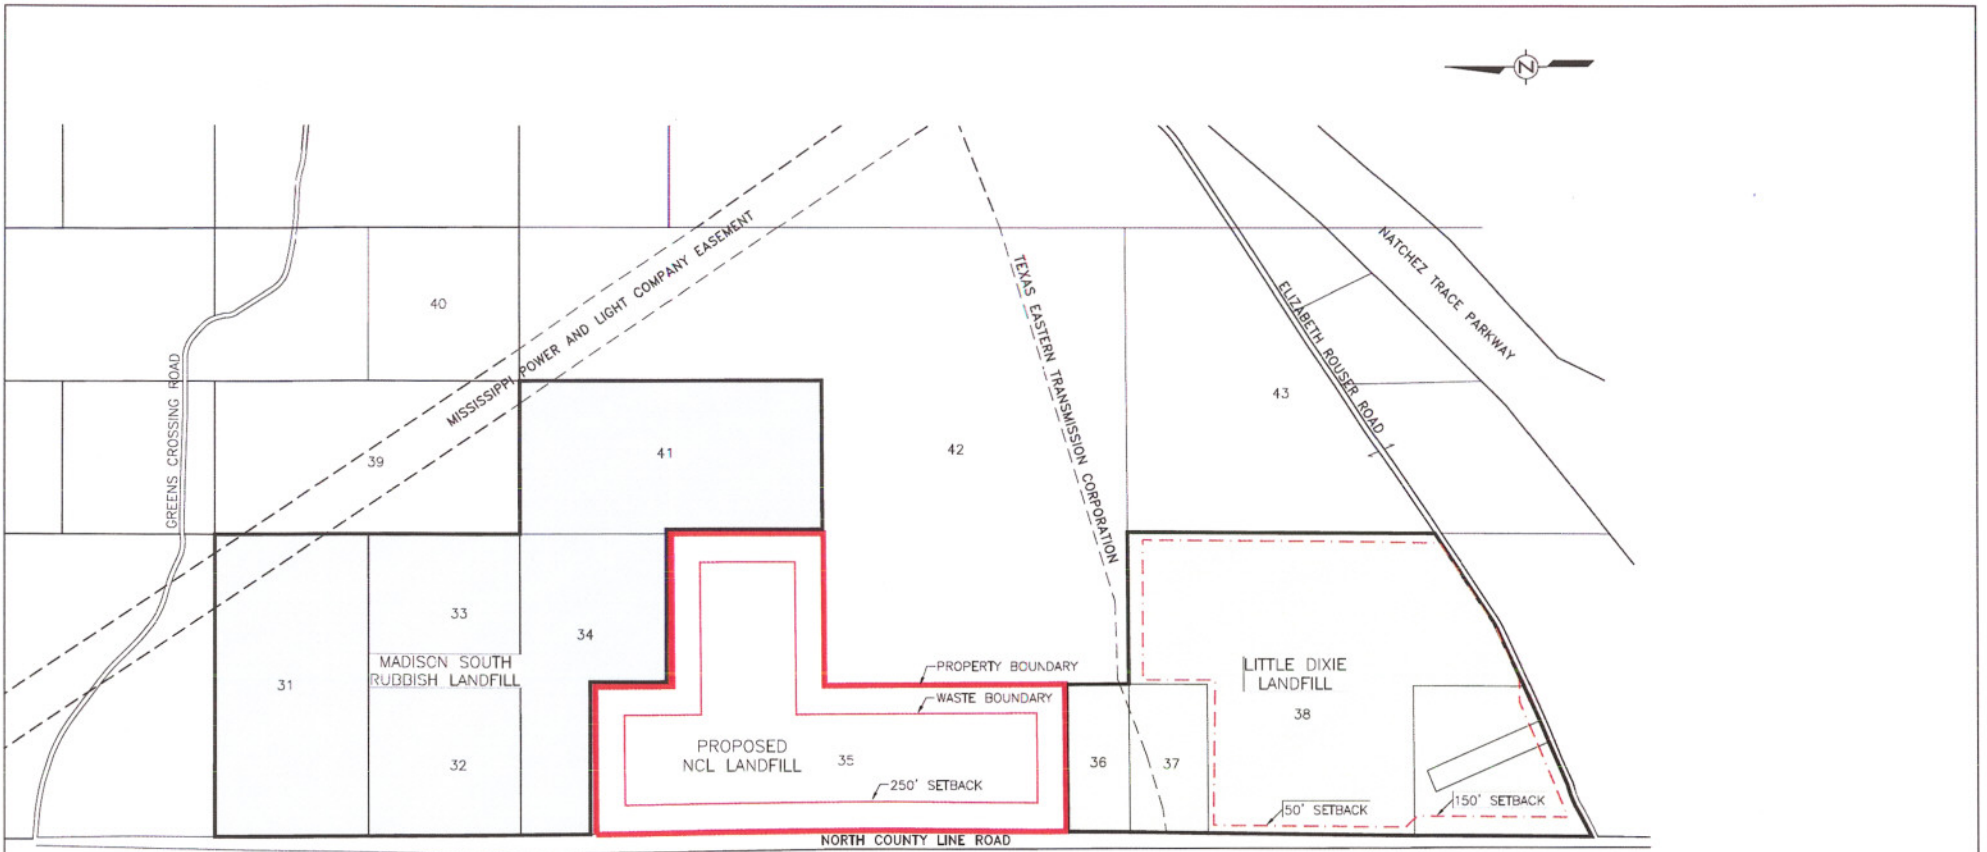 N
GREENS CROSSING ROAD
MISSISSIPPI POWER AND LIGHT COMPANY EASEMENT
TEXAS EASTERN TRANSMISSION CORPORATION
ELIZABETH ROUSER ROAD
NATCHEZ TRACE PARKWAY
40
39
41
42
43
33
34
31
MADISON SOUTH
RUBBISH LANDFILL
32
PROPERTY BOUNDARY
WASTE BOUNDARY
PROPOSED
NCL LANDFILL
35
250' SETBACK
36
37
LITTLE DIXIE
LANDFILL
38
50' SETBACK
150' SETBACK
NORTH COUNTY LINE ROAD